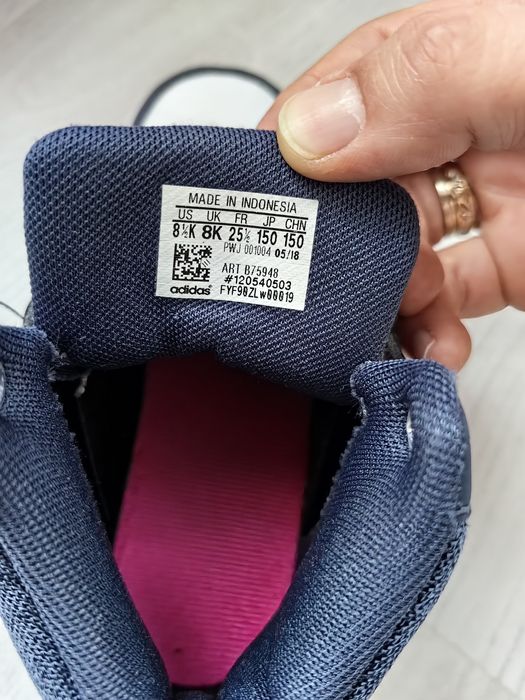 MADE IN INDONESIA
US UK FR JP CHN
8½K 8K 25½ 150 150
PWJ 001004 05/18
ART B75948
#120540503
adidas FYF90ZLW00019